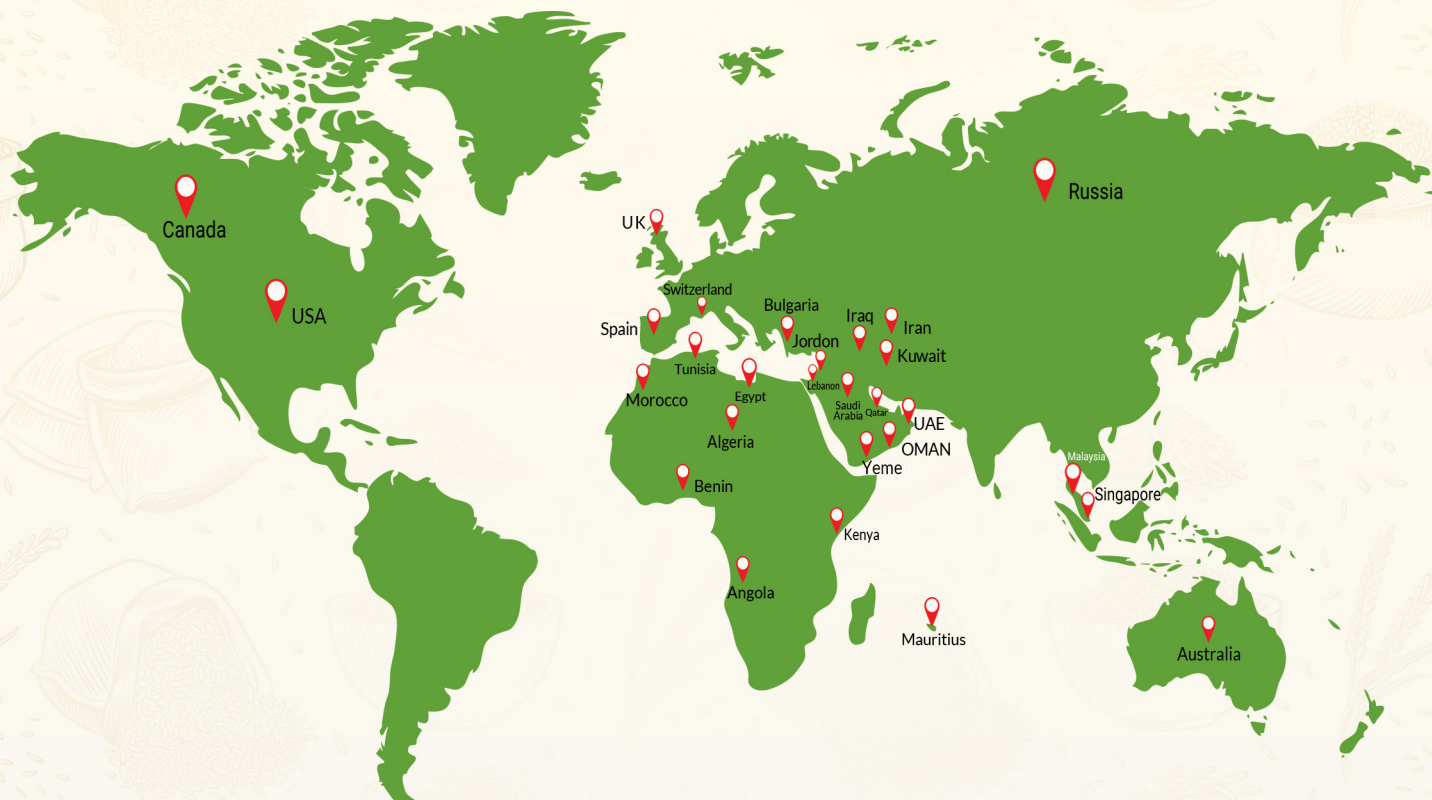 Russia
UK
Canada
Switzerland
Bulgaria
USA
Iraq
Iran
Spain
Jordon
Kuwait
Tunisia
Lebanon
Egypt
Morocco
Saudi
Arabia
Qatar
UAE
Algeria
OMAN
Malaysia
Yeme
Benin
Singapore
Kenya
Angola
Mauritius
Australia